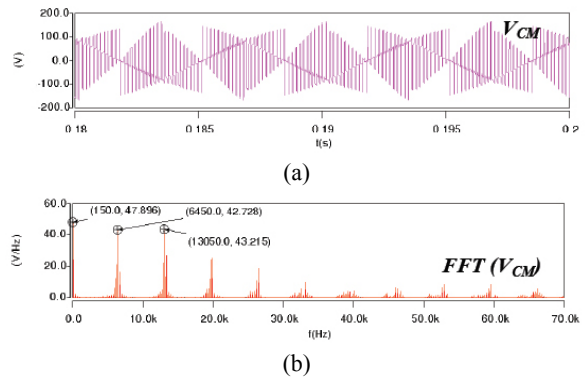 200.0
100.0
0.0
-100.0
-200.0
(V)
V_CM
0.18
0.185
0.19
0.195
0.2
t(s)
(a)
60.0
40.0
20.0
0.0
(V/Hz)
(150.0, 47.896)
(6450.0, 42.728)
(13050.0, 43.215)
FFT (V_CM)
0.0
10.0k
20.0k
30.0k
40.0k
50.0k
60.0k
70.0k
f(Hz)
(b)